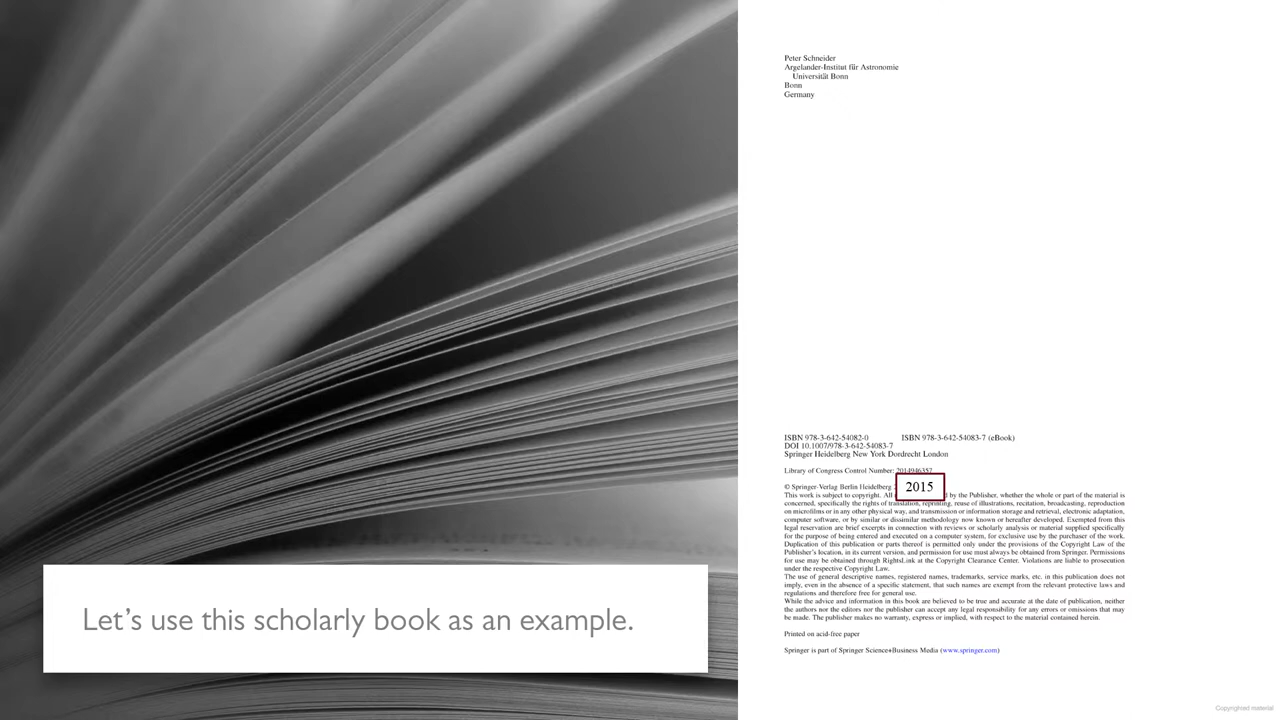 Peter Schneider
Argelander-Institut für Astronomie
Universität Bonn
Bonn
Germany
ISBN 978-3-642-54082-0 ISBN 978-3-642-54083-7 (eBook)
DOI 10.1007/978-3-642-54083-7
Springer Heidelberg New York Dordrecht London
Library of Congress Control Number: 2014946357
© Springer-Verlag Berlin Heidelberg
2015
This work is subject to copyright. All by the Publisher, whether the whole or part of the material is
concerned, specifically the rights of translation, reprinting, reuse of illustrations, recitation, broadcasting, reproduction
on microfilms or in any other physical way, and transmission or information storage and retrieval, electronic adaptation,
computer software, or by similar or dissimilar methodology now known or hereafter developed. Exempted from this
legal reservation are brief excerpts in connection with reviews or scholarly analysis or material supplied specifically
for the purpose of being entered and executed on a computer system, for exclusive use by the purchaser of the work.
Duplication of this publication or parts thereof is permitted only under the provisions of the Copyright Law of the
Publisher's location, in its current version, and permission for use must always be obtained from Springer. Permissions
for use may be obtained through RightsLink at the Copyright Clearance Center. Violations are liable to prosecution
under the respective Copyright Law.
The use of general descriptive names, registered names, trademarks, service marks, etc. in this publication does not
imply, even in the absence of a specific statement, that such names are exempt from the relevant protective laws and
regulations and therefore free for general use.
While the advice and information in this book are believed to be true and accurate at the date of publication, neither
the authors nor the editors nor the publisher can accept any legal responsibility for any errors or omissions that may
be made. The publisher makes no warranty, express or implied, with respect to the material contained herein.
Printed on acid-free paper
Springer is part of Springer Science+Business Media (www.springer.com)
Let's use this scholarly book as an example.
Copyrighted material